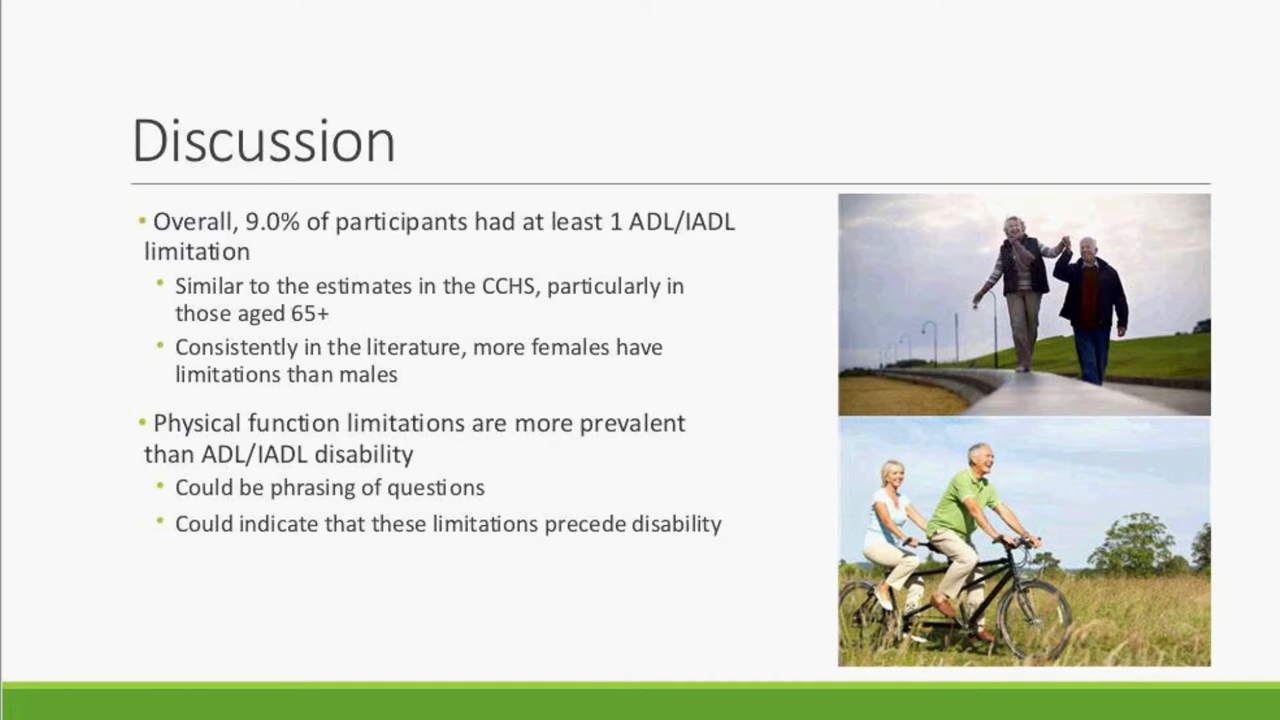 Discussion
• Overall, 9.0% of participants had at least 1 ADL/IADL
limitation
• Similar to the estimates in the CCHS, particularly in
those aged 65+
• Consistently in the literature, more females have
limitations than males
• Physical function limitations are more prevalent
than ADL/IADL disability
• Could be phrasing of questions
• Could indicate that these limitations precede disability